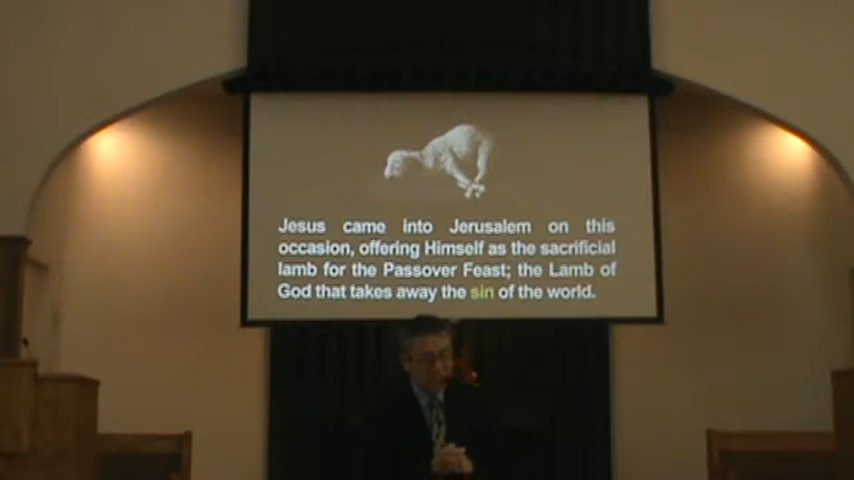 Jesus came into Jerusalem on this
occasion, offering Himself as the sacrificial
lamb for the Passover Feast; the Lamb of
God that takes away the sin of the world.